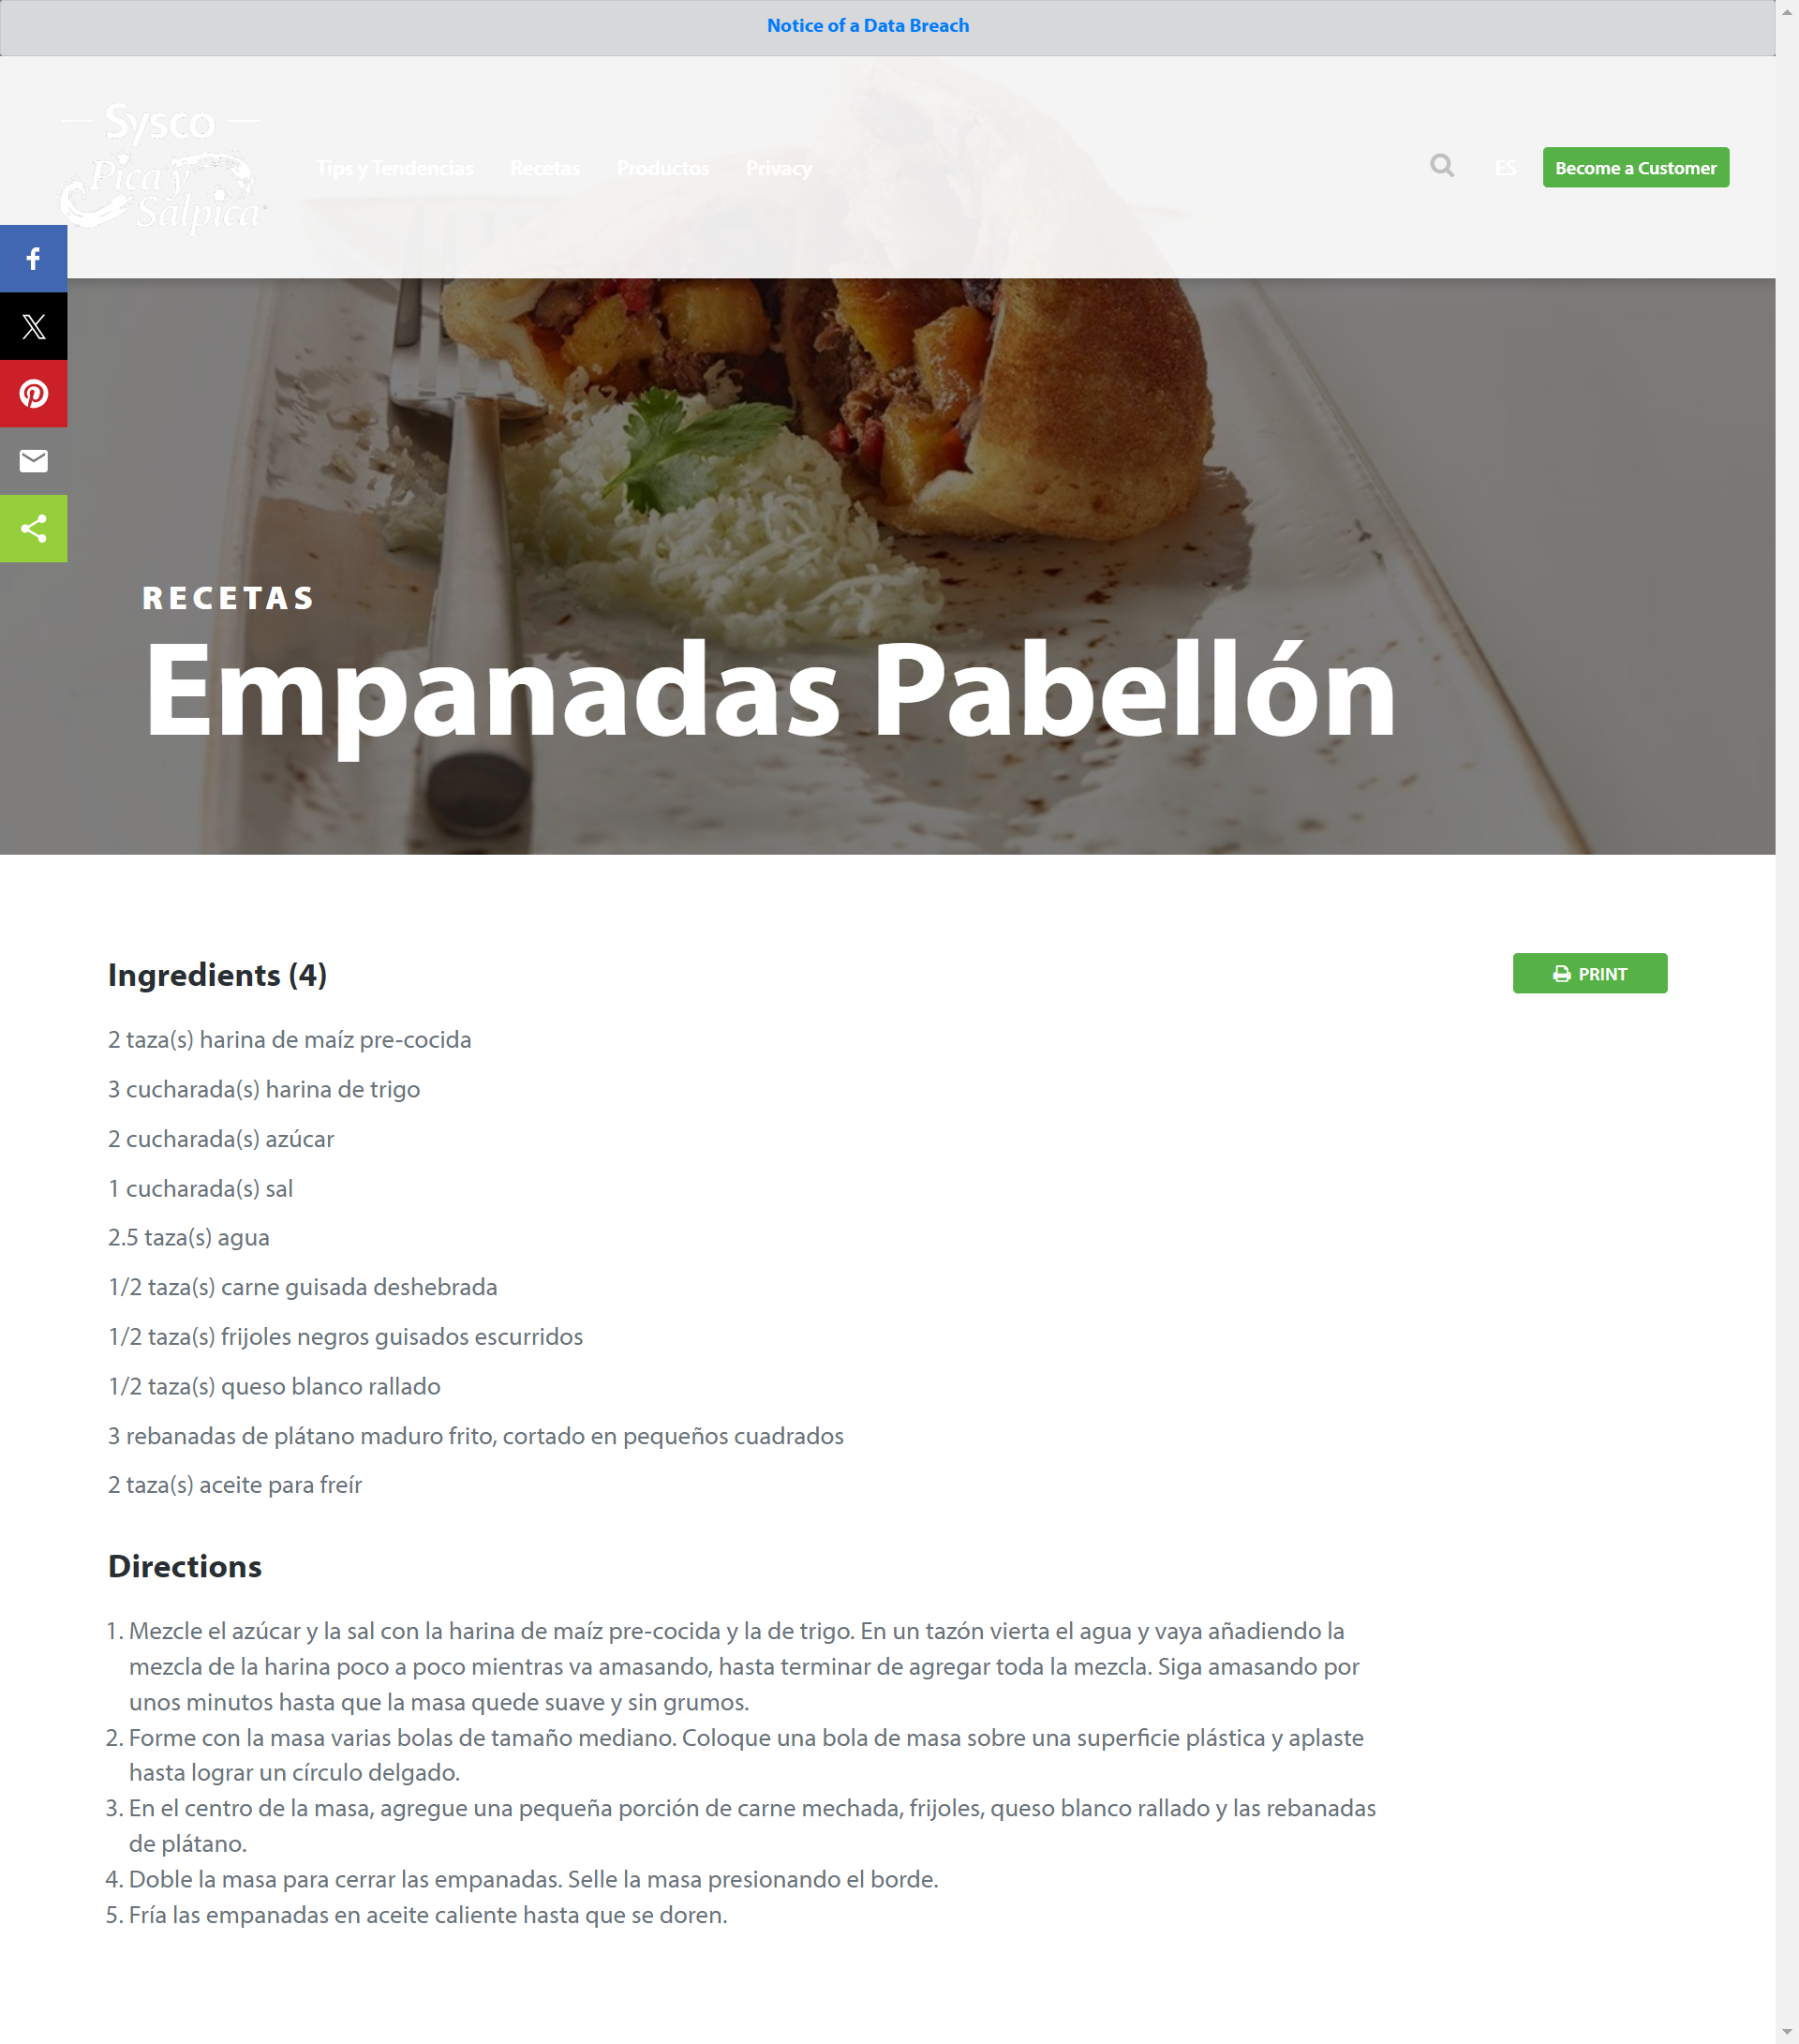 Notice of a Data Breach
Sysco
Pica y
Salpica
Tips y Tendencias
Recetas
Productos
Privacy
ES
Become a Customer
RECETAS
Empanadas Pabellón
Ingredients (4)
PRINT
2 taza(s) harina de maíz pre-cocida
3 cucharada(s) harina de trigo
2 cucharada(s) azúcar
1 cucharada(s) sal
2.5 taza(s) agua
1/2 taza(s) carne guisada deshebrada
1/2 taza(s) frijoles negros guisados escurridos
1/2 taza(s) queso blanco rallado
3 rebanadas de plátano maduro frito, cortado en pequeños cuadrados
2 taza(s) aceite para freír
Directions
1. Mezcle el azúcar y la sal con la harina de maíz pre-cocida y la de trigo. En un tazón vierta el agua y vaya añadiendo la
mezcla de la harina poco a poco mientras va amasando, hasta terminar de agregar toda la mezcla. Siga amasando por
unos minutos hasta que la masa quede suave y sin grumos.
2. Forme con la masa varias bolas de tamaño mediano. Coloque una bola de masa sobre una superficie plástica y aplaste
hasta lograr un círculo delgado.
3. En el centro de la masa, agregue una pequeña porción de carne mechada, frijoles, queso blanco rallado y las rebanadas
de plátano.
4. Doble la masa para cerrar las empanadas. Selle la masa presionando el borde.
5. Fría las empanadas en aceite caliente hasta que se doren.